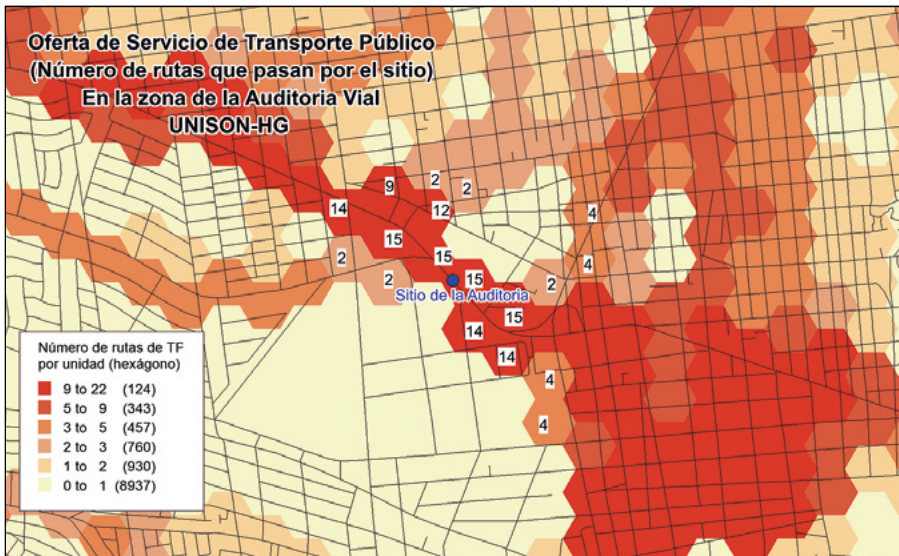 Oferta de Servicio de Transporte Público
(Número de rutas que pasan por el sitio)
En la zona de la Auditoria Vial
UNISON-HG
9
2
2
14
12
4
15
2
15
4
2
15
2
Sitio de la Auditoria
15
14
14
4
4
Número de rutas de TF
por unidad (hexágono)
9 to 22 (124)
5 to 9 (343)
3 to 5 (457)
2 to 3 (760)
1 to 2 (930)
0 to 1 (8937)